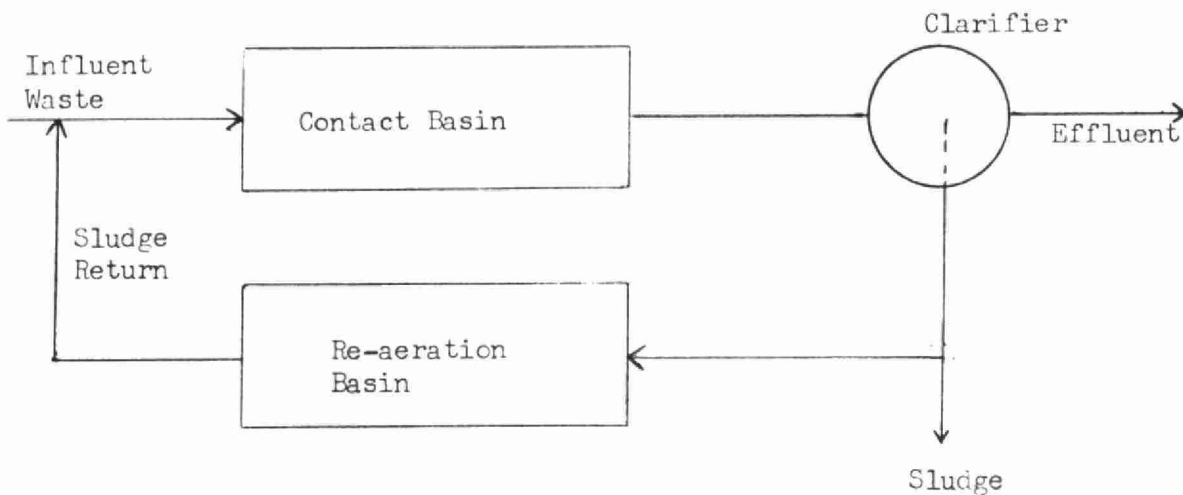 Clarifier
Influent
Waste
Contact Basin
Effluent
Sludge
Return
Re-aeration
Basin
Sludge